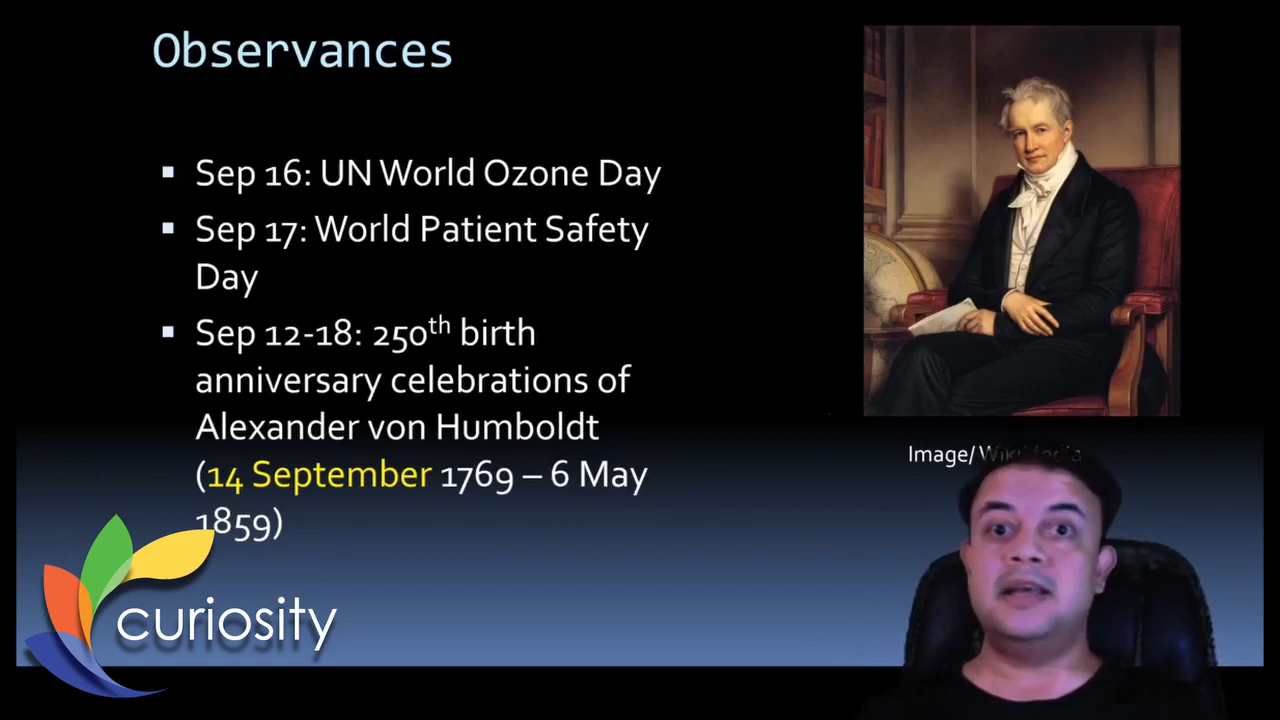 Observances
Sep 16: UN World Ozone Day
Sep 17: World Patient Safety
Day
Sep 12-18: 250th birth
anniversary celebrations of
Alexander von Humboldt
(14 September 1769 – 6 May
1859)
Image/
curiosity